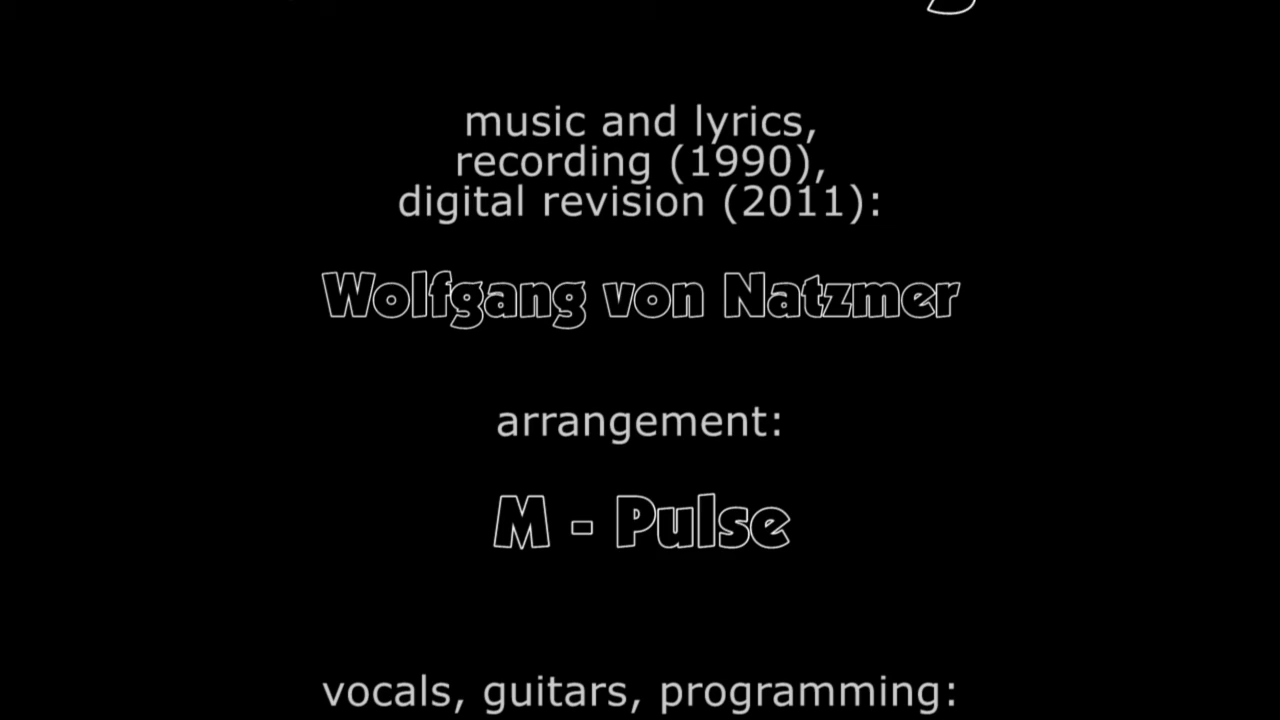 music and lyrics,
recording (1990),
digital revision (2011):
Wolfgang von Natzmer
arrangement:
M - Pulse
vocals, guitars, programming: